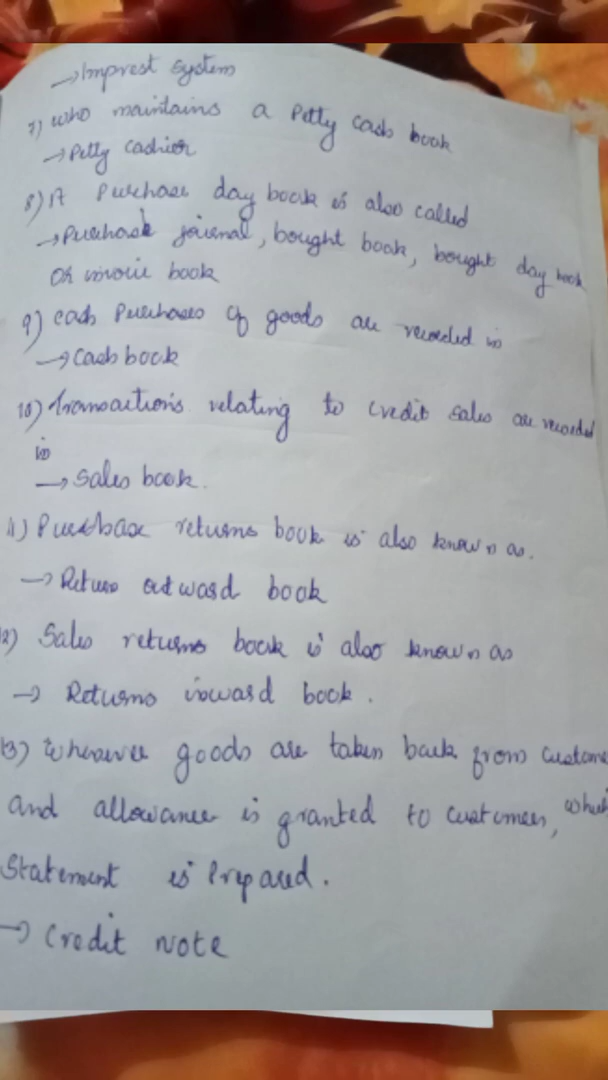 → Imprest System
7) who maintains a Petty cash book
→ Petty cashier
8) A Purchase day book is also called
→ Purchase journal, bought book, bought day book
or invoice book
9) cash Purchases of goods are recorded in
→ cash book
10) Transactions relating to credit sales are recorded
in
→ Sales book.
11) Purchase returns book is also known as.
→ Return outward book
12) Sales returns book is also known as
→ Returns inward book.
13) Whenever goods are taken back from custome
and allowance is granted to customer, which
Statement is Prepared.
→ Credit note